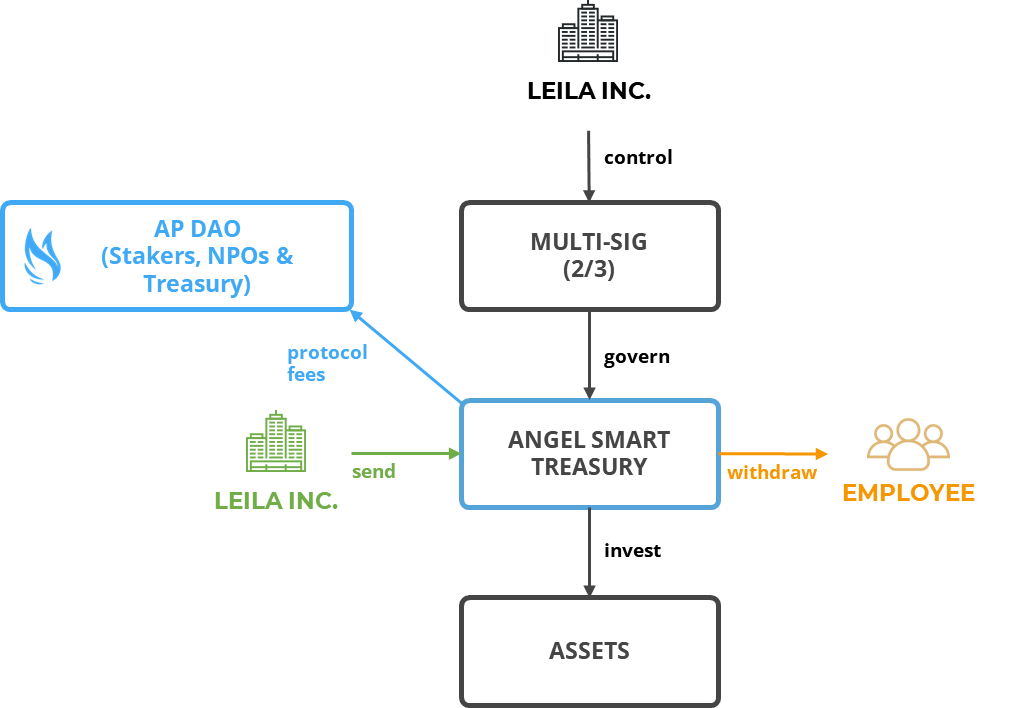 LEILA INC.
control
AP DAO
(Stakers, NPOs &
Treasury)
MULTI-SIG
(2/3)
protocol
fees
govern
LEILA INC.
send
ANGEL SMART
TREASURY
withdraw
EMPLOYEE
invest
ASSETS